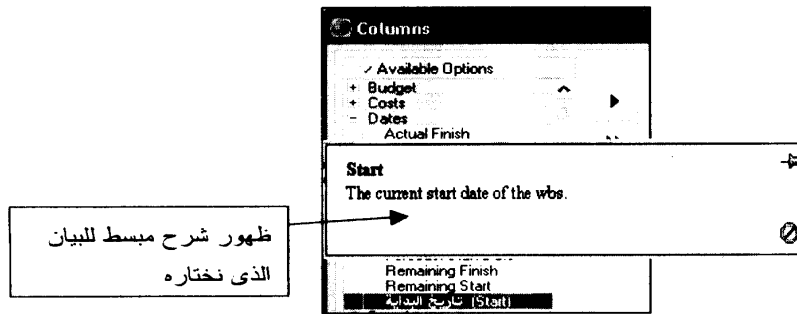 Columns
Available Options
+ Budget
+ Costs
- Dates
Actual Finish
Start
The current start date of the wbs.
ظهور شرح مبسط للبيان
الذى نختاره
Remaining Finish
Remaining Start
تاريخ البداية (Start)